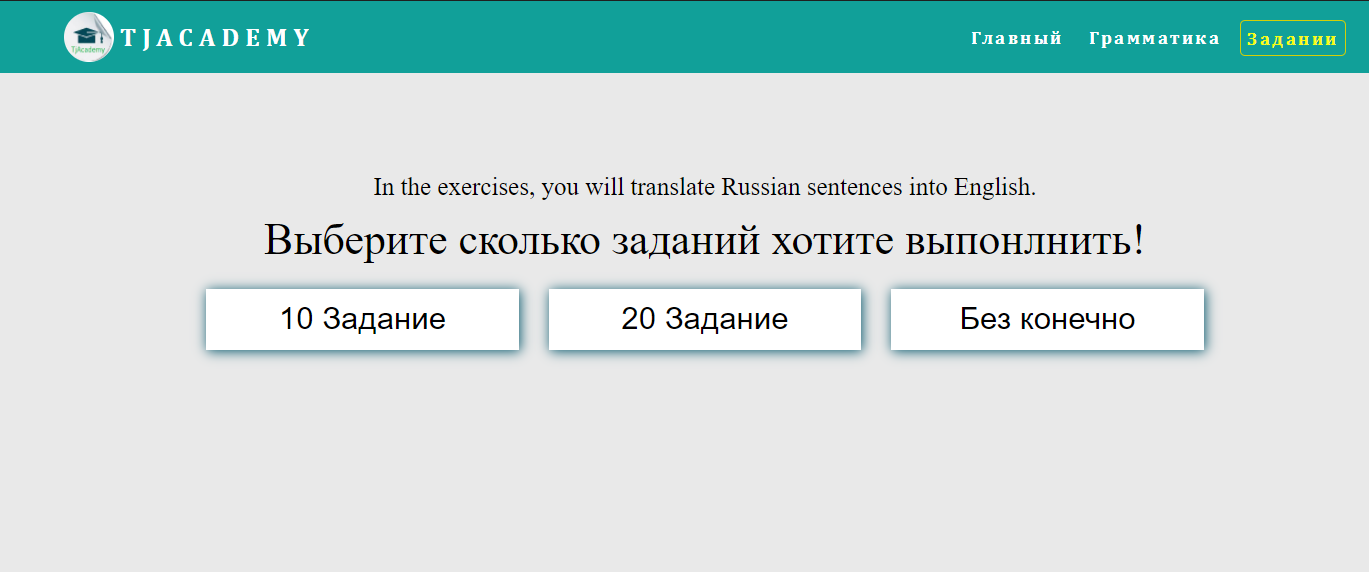 TjAcademy
TJACADEMY
Главный
Грамматика
Задании
In the exercises, you will translate Russian sentences into English.
Выберите сколько заданий хотите выпонлнить!
10 Задание
20 Задание
Без конечно